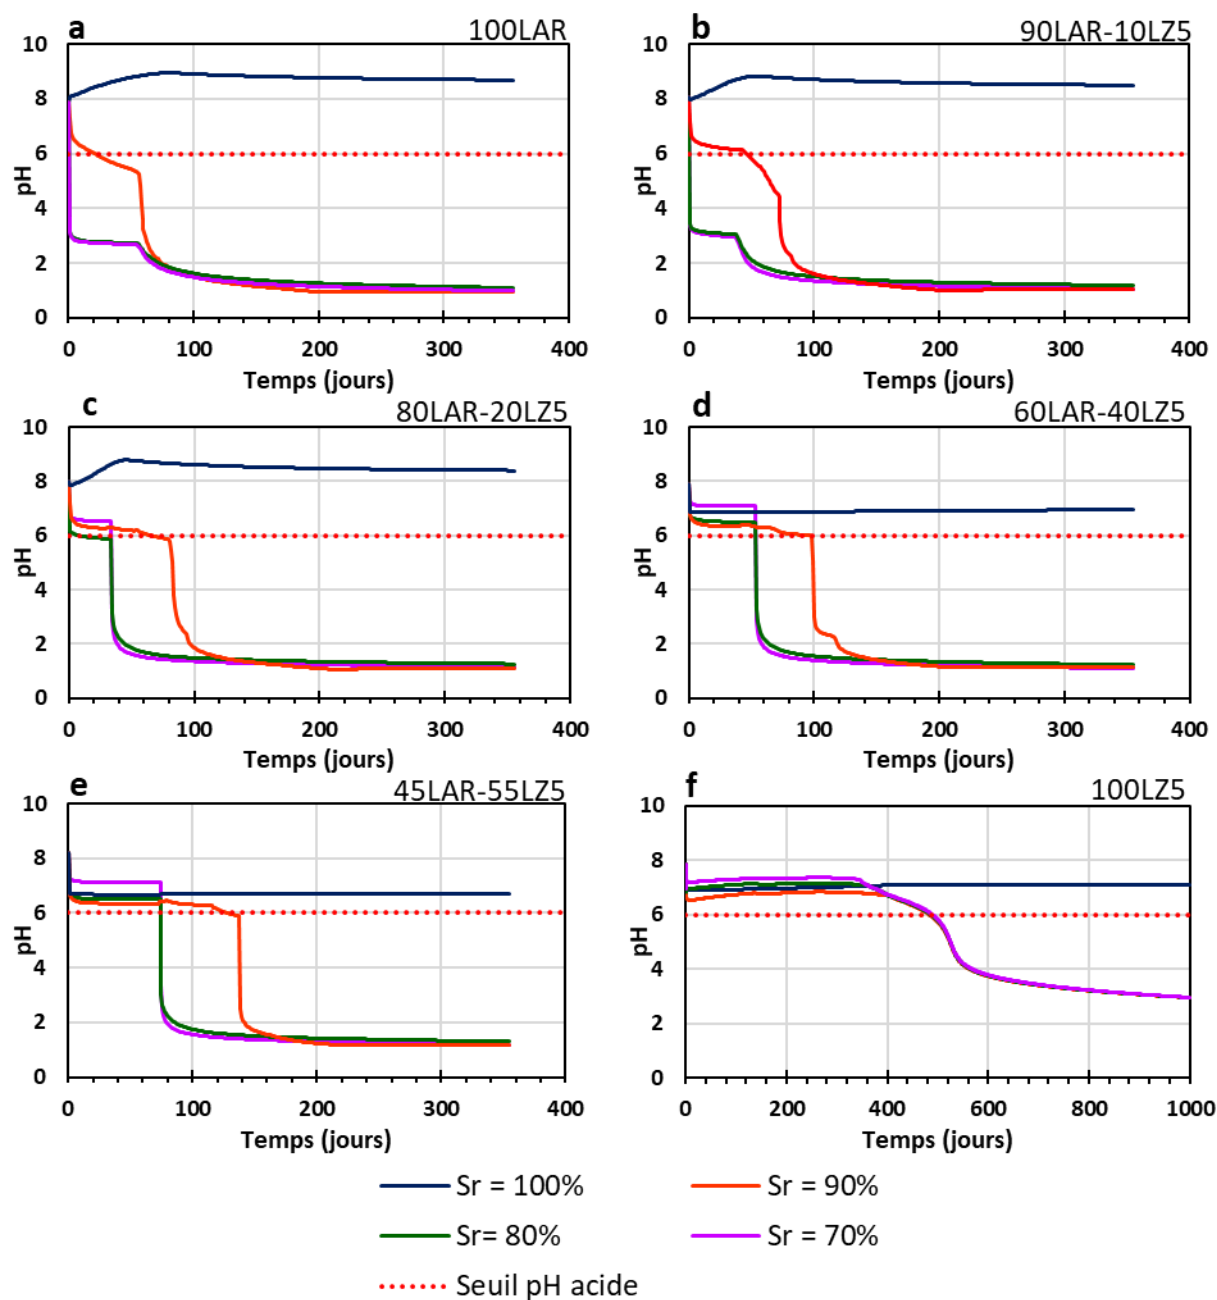 a 100LAR
10
8
6
4
2
0
pH
0 100 200 300 400
Temps (jours)
b 90LAR-10LZ5
10
8
6
4
2
0
pH
0 100 200 300 400
Temps (jours)
c 80LAR-20LZ5
10
8
6
4
2
0
pH
0 100 200 300 400
Temps (jours)
d 60LAR-40LZ5
10
8
6
4
2
0
pH
0 100 200 300 400
Temps (jours)
e 45LAR-55LZ5
10
8
6
4
2
0
pH
0 100 200 300 400
Temps (jours)
f 100LZ5
10
8
6
4
2
0
pH
0 200 400 600 800 1000
Temps (jours)
Sr = 100% Sr = 90%
Sr= 80% Sr = 70%
Seuil pH acide